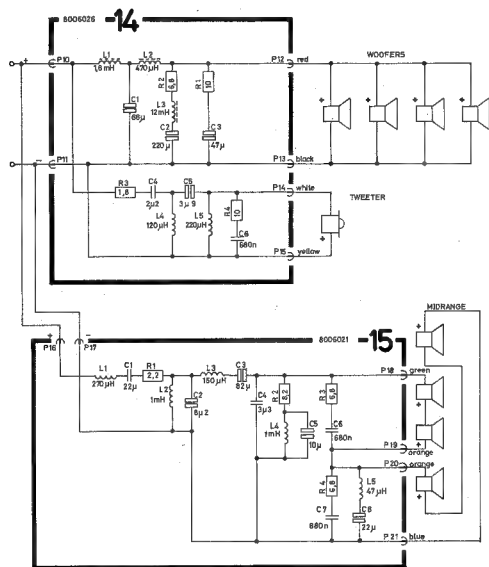 8006026 -14
P10 L1 1,6mH L2 470µH P12 red WOOFERS
R2 6,8 R1 10
C1 68µ L3 12mH
C2 220µ C3 47µ
P11 P13 black
R3 1,8 C4 2µ2 C5 3µ9 P14 white
TWEETER
L4 120µH L5 220µH R4 10
C6 680n
P15 yellow
MIDRANGE
P16 P17 8006021 -15
L1 270µH C1 22µ R1 2,2 L3 150µH C3 82µ P18 green
L2 1mH C2 8µ2 C4 3µ3 R2 8,2 R3 6,8
L4 1mH C5 10µ C6 680n
P19 orange
P20 orange
R4 6,8 L5 47µH
C7 680n C8 22µ
P21 blue